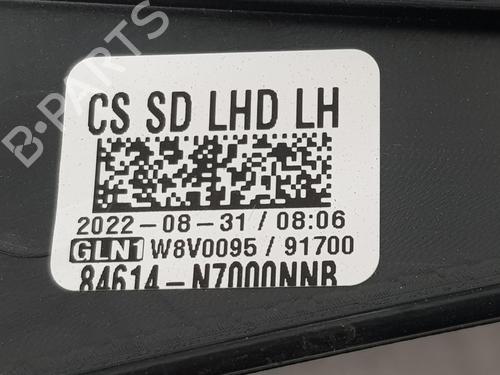 CS SD LHD LH
2022-08-31 / 08:06
GLN1 W8V0095 / 91700
84614-N7000NNB
B-PARTS